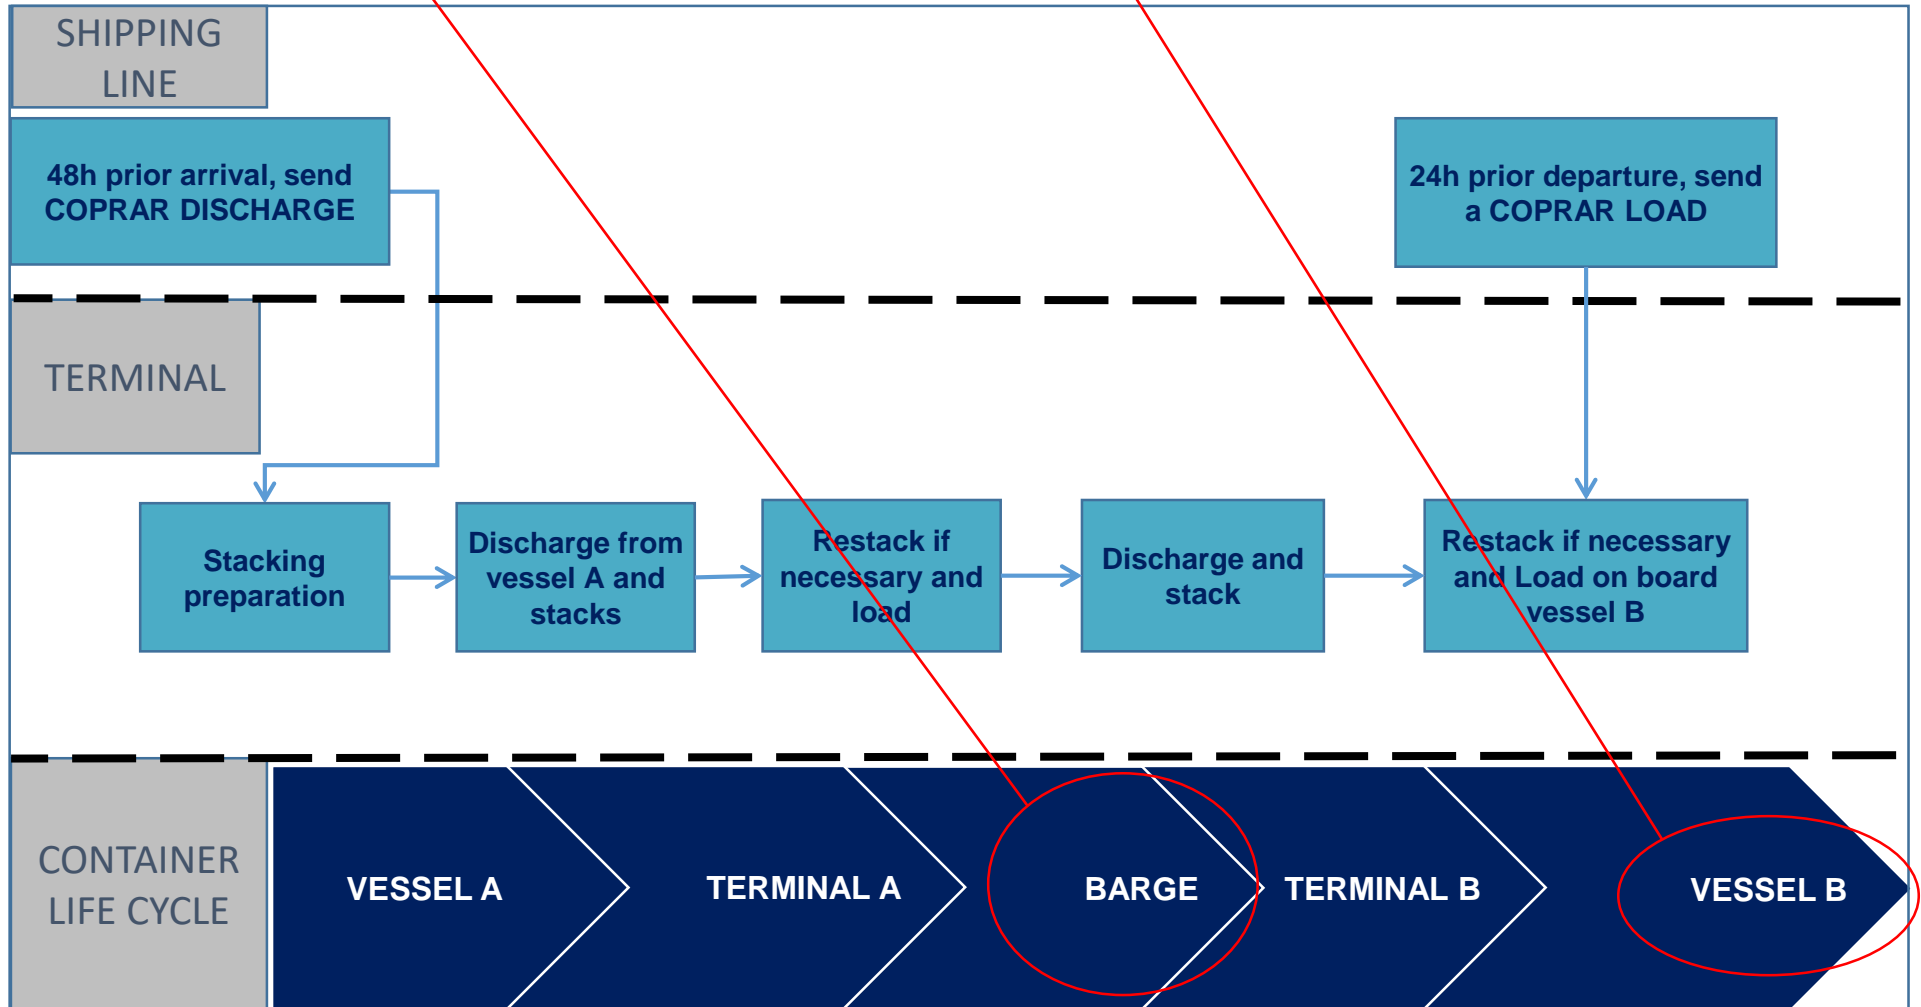 SHIPPING
LINE
48h prior arrival, send
COPRAR DISCHARGE
24h prior departure, send
a COPRAR LOAD
TERMINAL
Stacking
preparation
Discharge from
vessel A and
stacks
Restack if
necessary and
load
Discharge and
stack
Restack if necessary
and Load on board
vessel B
CONTAINER
LIFE CYCLE
VESSEL A
TERMINAL A
BARGE
TERMINAL B
VESSEL B